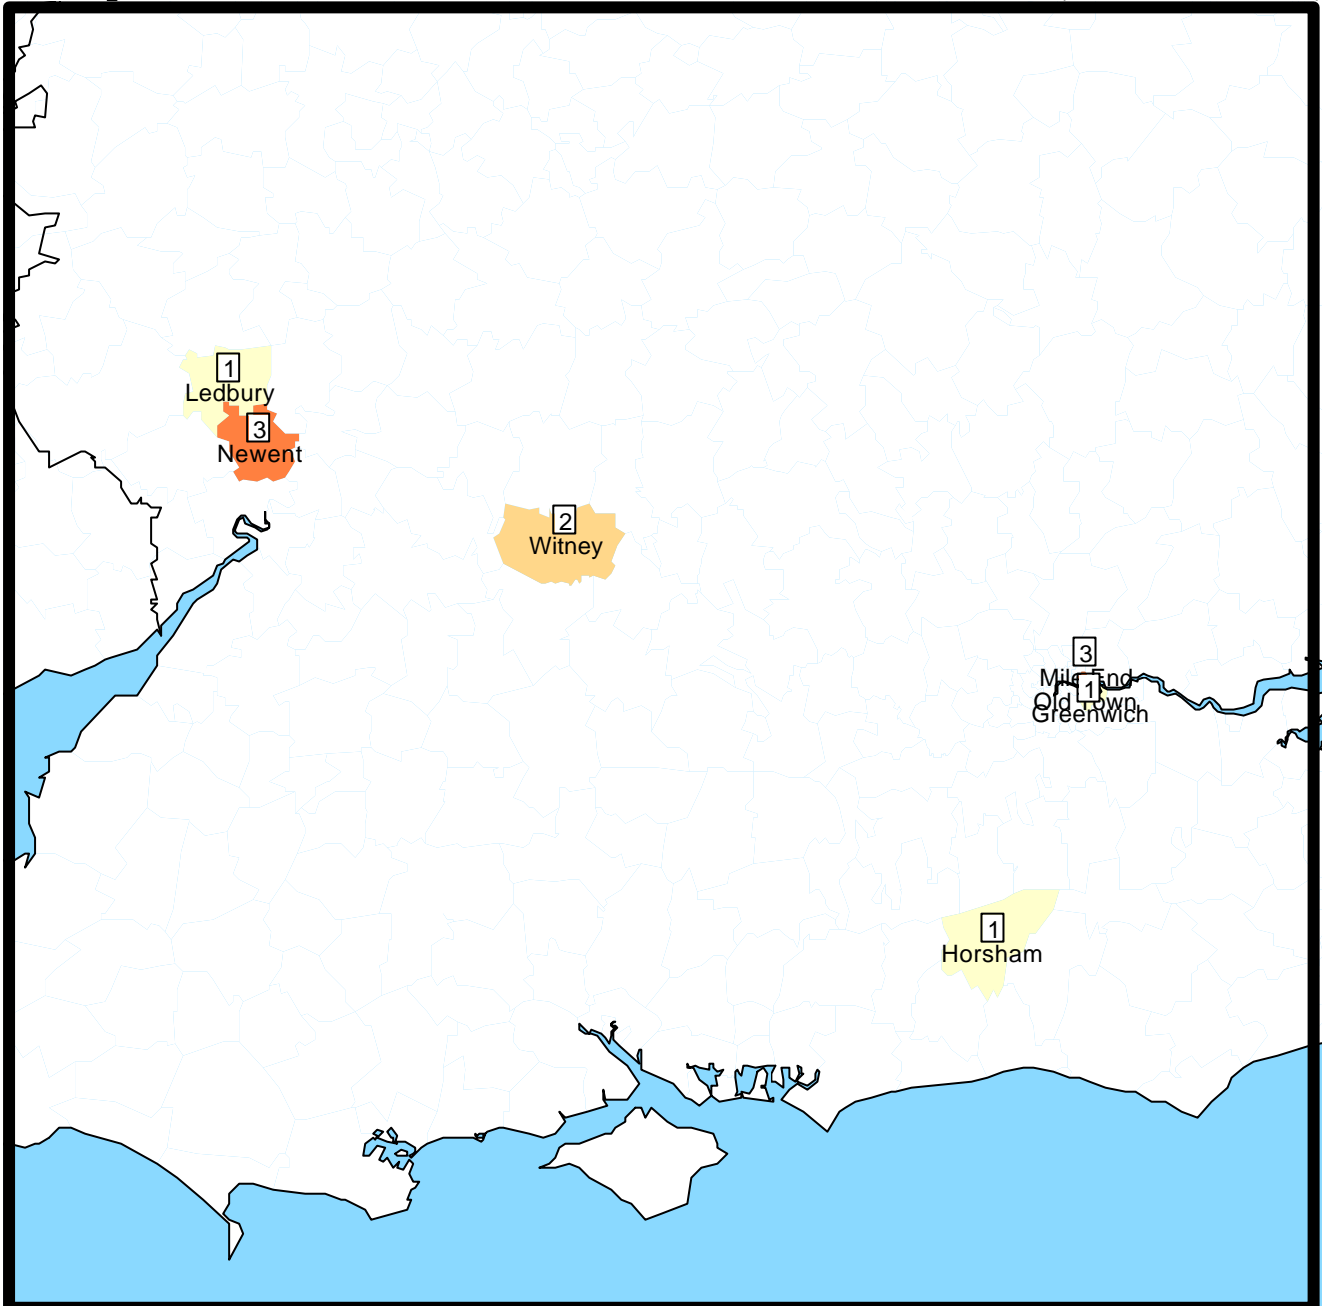 1
Ledbury
3
Newent
2
Witney
3
Mile End
Old Town
1
Greenwich
1
Horsham